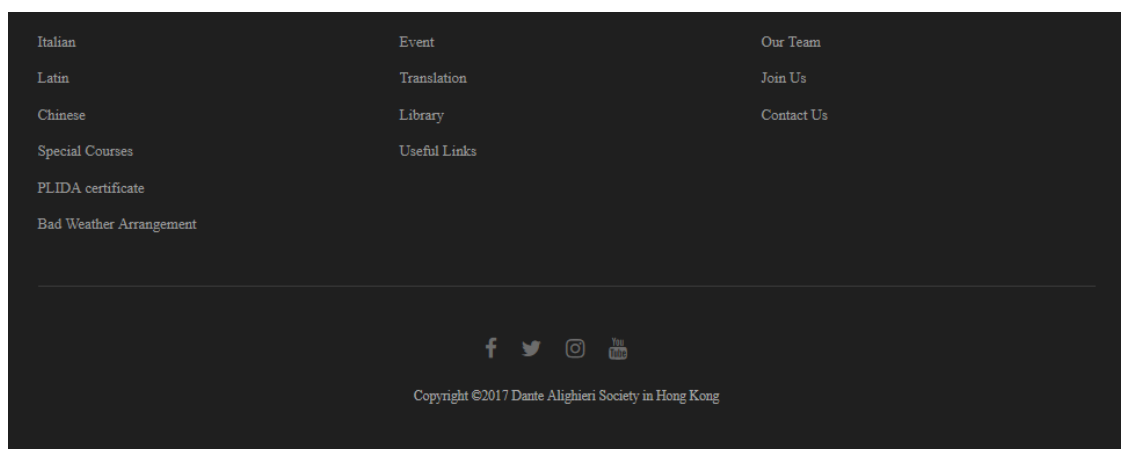 Italian
Latin
Chinese
Special Courses
PLIDA certificate
Bad Weather Arrangement
Event
Translation
Library
Useful Links
Our Team
Join Us
Contact Us
You
Tube
Copyright ©2017 Dante Alighieri Society in Hong Kong